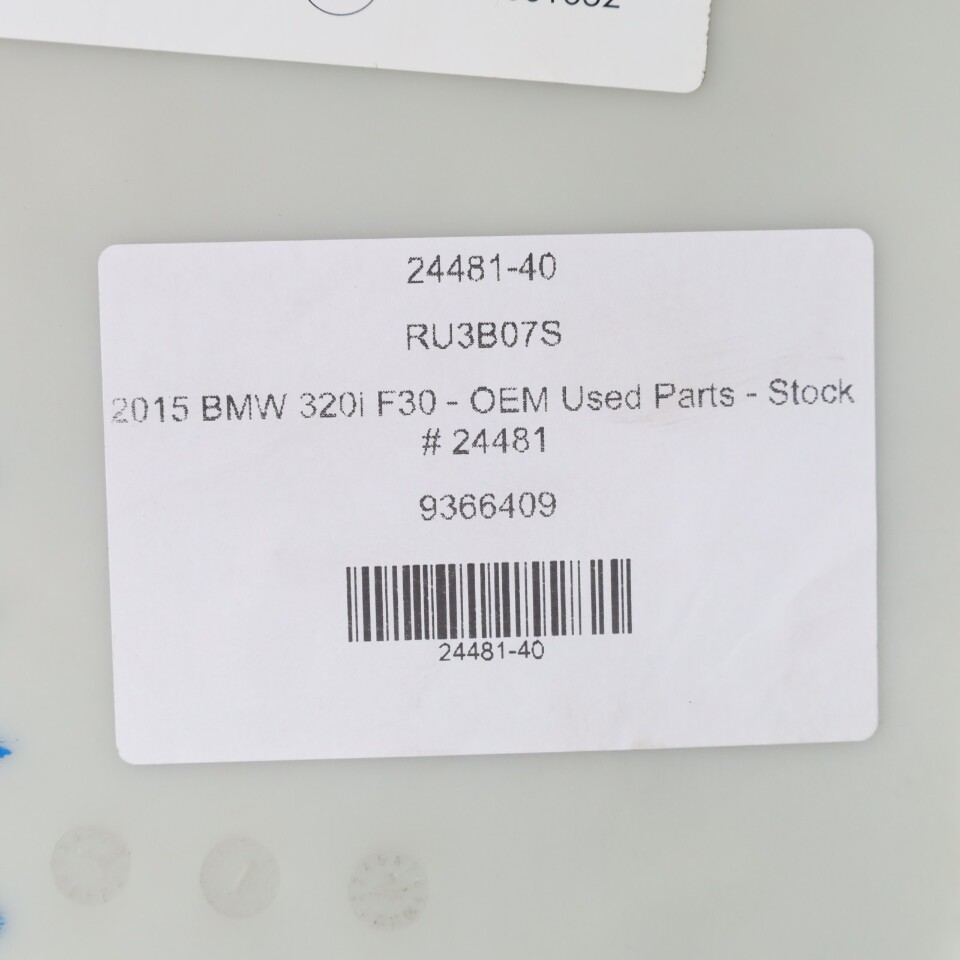 24481-40
RU3B07S
2015 BMW 320i F30 - OEM Used Parts - Stock
# 24481
9366409
24481-40